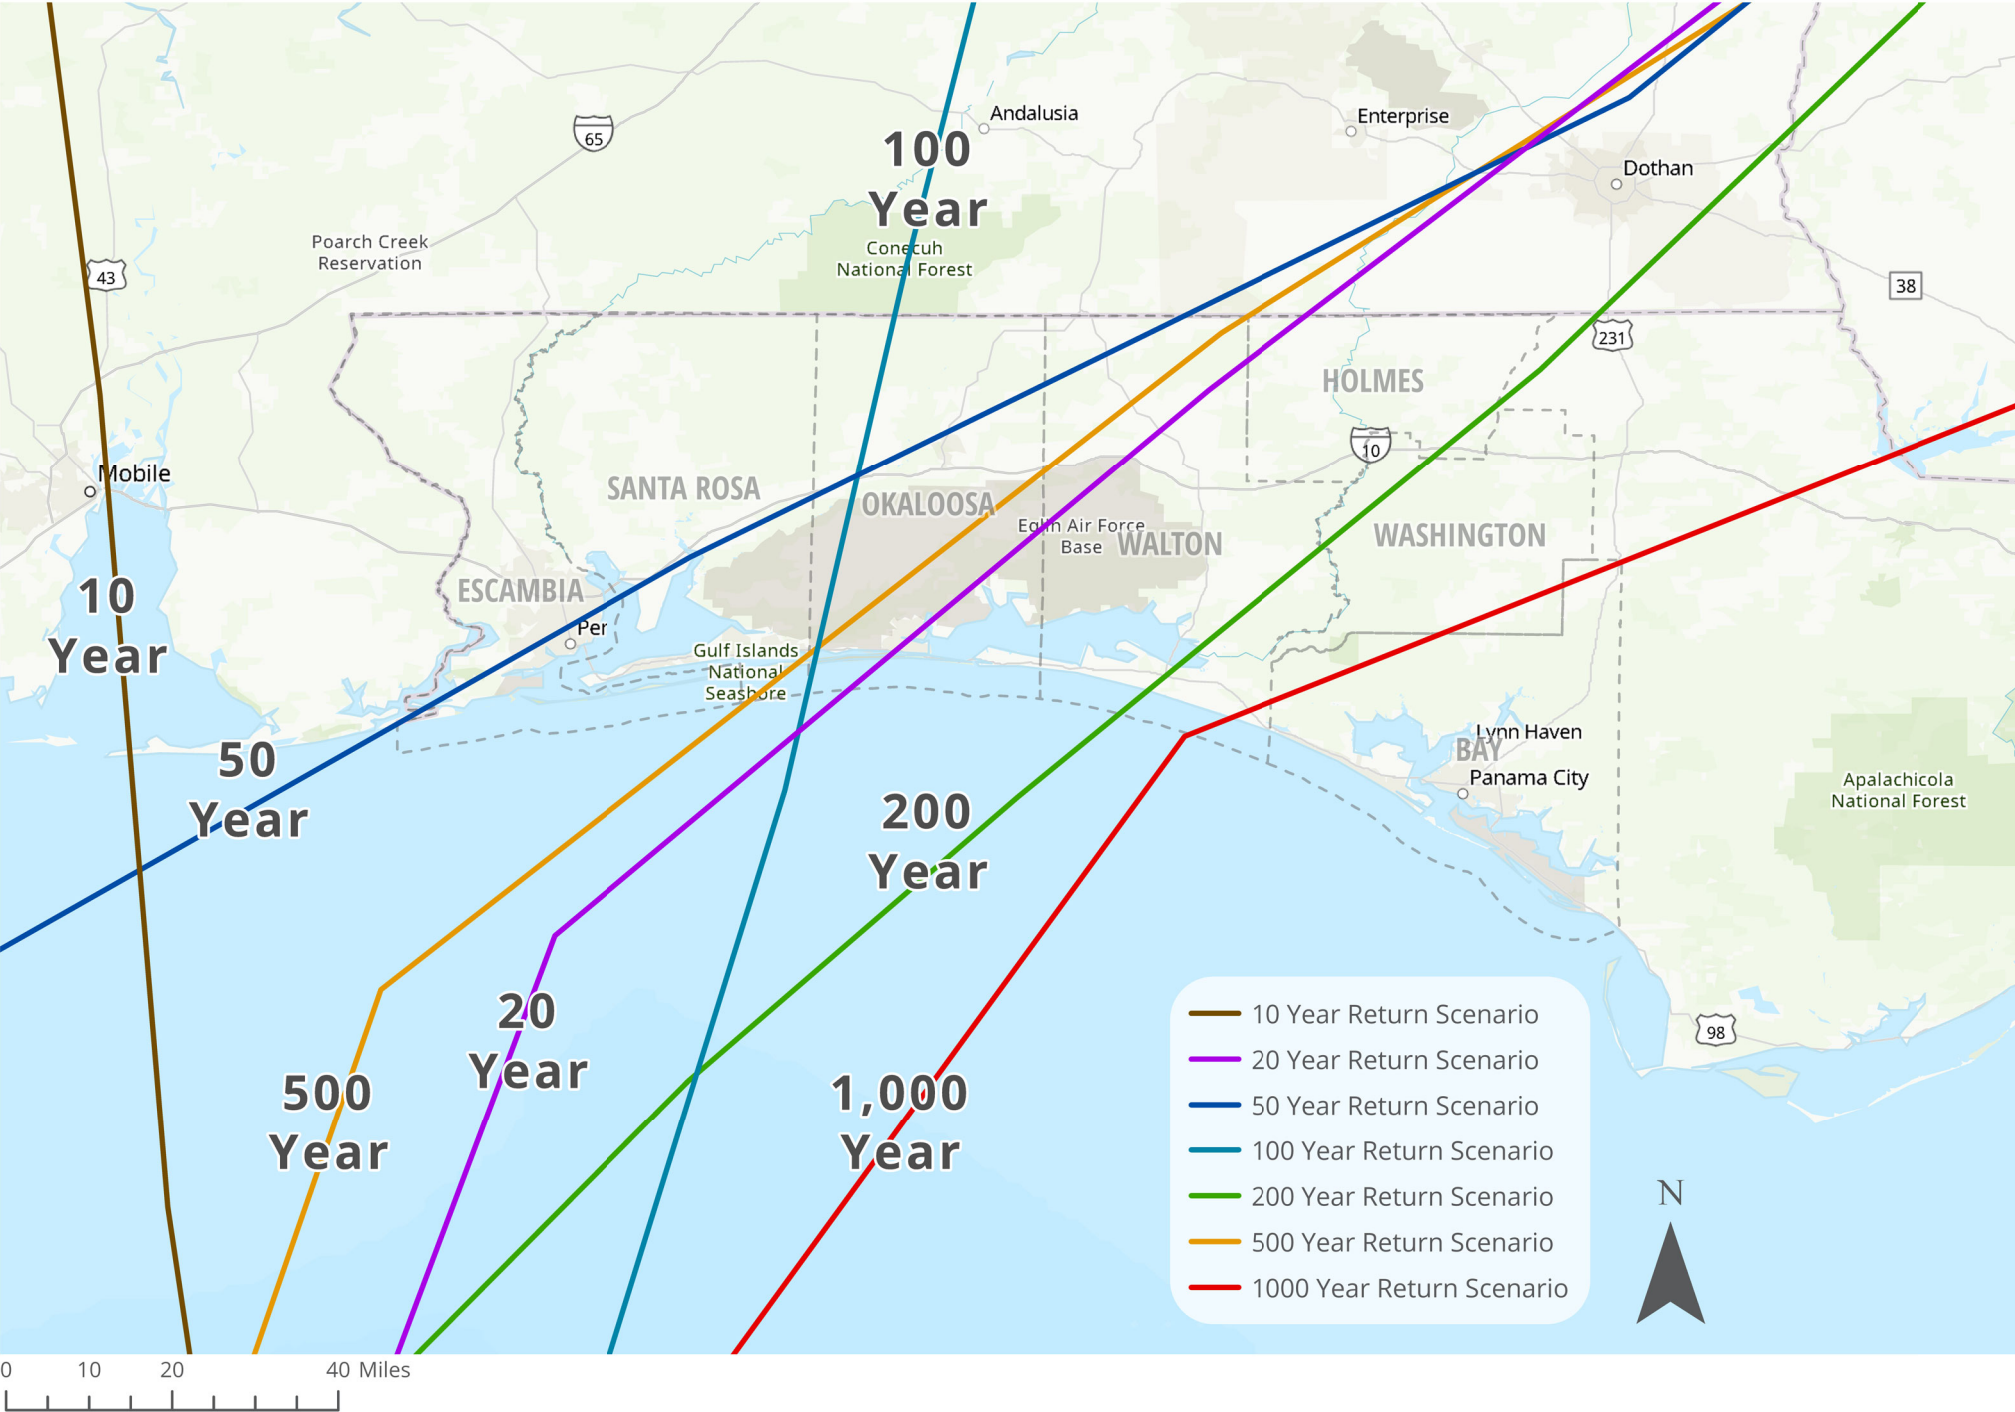 Andalusia
Enterprise
65
100
Year
Dothan
Poarch Creek
Reservation
Conecuh
National Forest
43
38
231
HOLMES
10
Mobile
SANTA ROSA
OKALOOSA
Eglin Air Force
Base
WALTON
WASHINGTON
ESCAMBIA
10
Year
Per
Gulf Islands
National
Seashore
50
Year
Lynn Haven
BAY
Panama City
Apalachicola
National Forest
200
Year
20
Year
500
Year
1,000
Year
98
10 Year Return Scenario
20 Year Return Scenario
50 Year Return Scenario
100 Year Return Scenario
200 Year Return Scenario
500 Year Return Scenario
1000 Year Return Scenario
N
0 10 20 40 Miles